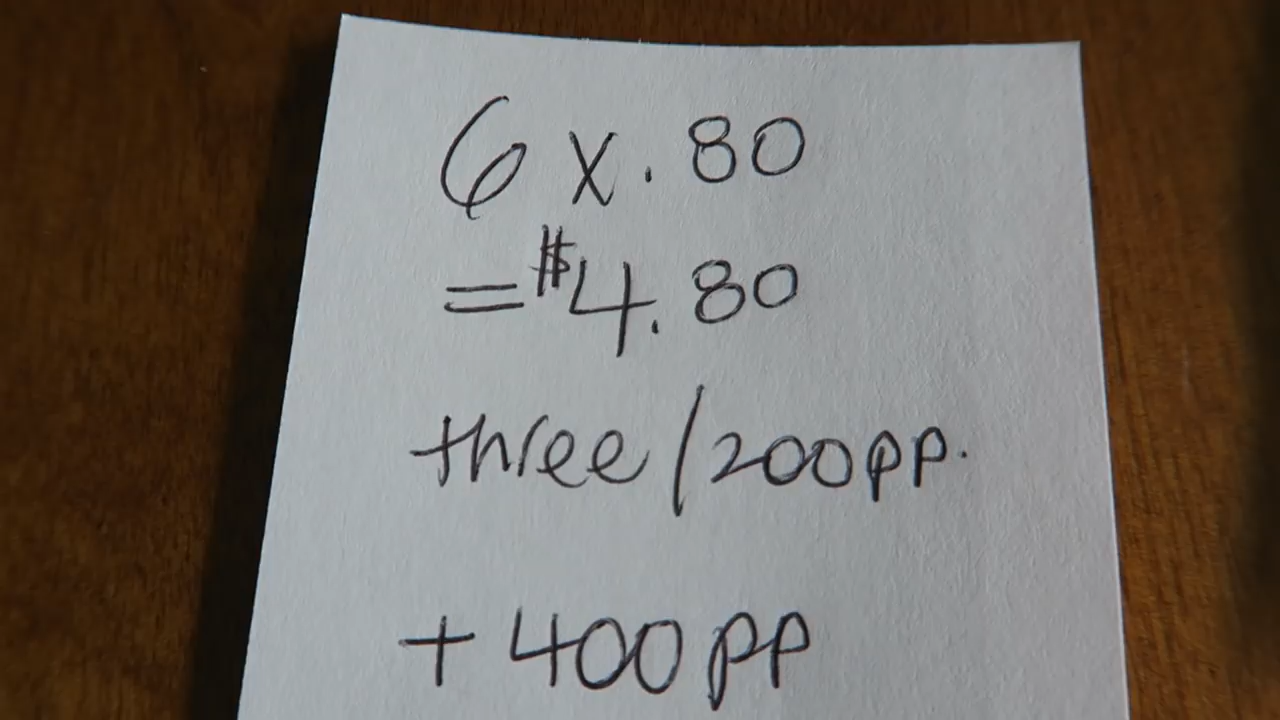 6 x .80
= $4.80
three / 200pp.
+ 400pp